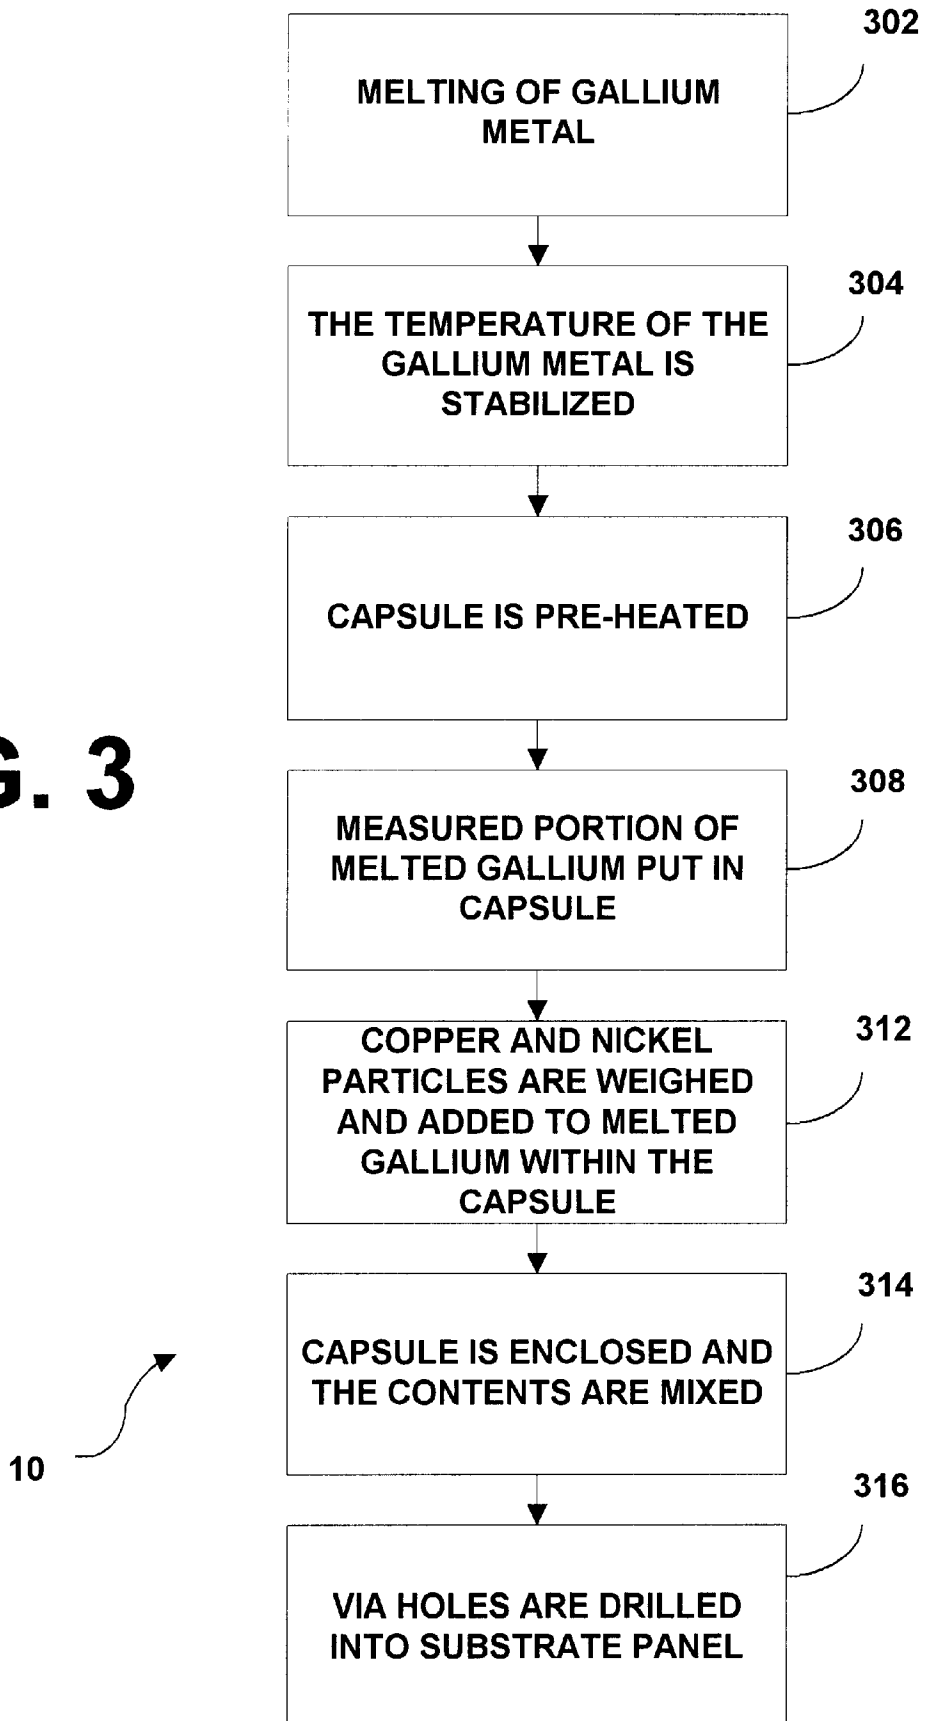 302
MELTING OF GALLIUM
METAL
304
THE TEMPERATURE OF THE
GALLIUM METAL IS
STABILIZED
306
CAPSULE IS PRE-HEATED
G. 3
308
MEASURED PORTION OF
MELTED GALLIUM PUT IN
CAPSULE
312
COPPER AND NICKEL
PARTICLES ARE WEIGHED
AND ADDED TO MELTED
GALLIUM WITHIN THE
CAPSULE
314
CAPSULE IS ENCLOSED AND
THE CONTENTS ARE MIXED
10
316
VIA HOLES ARE DRILLED
INTO SUBSTRATE PANEL